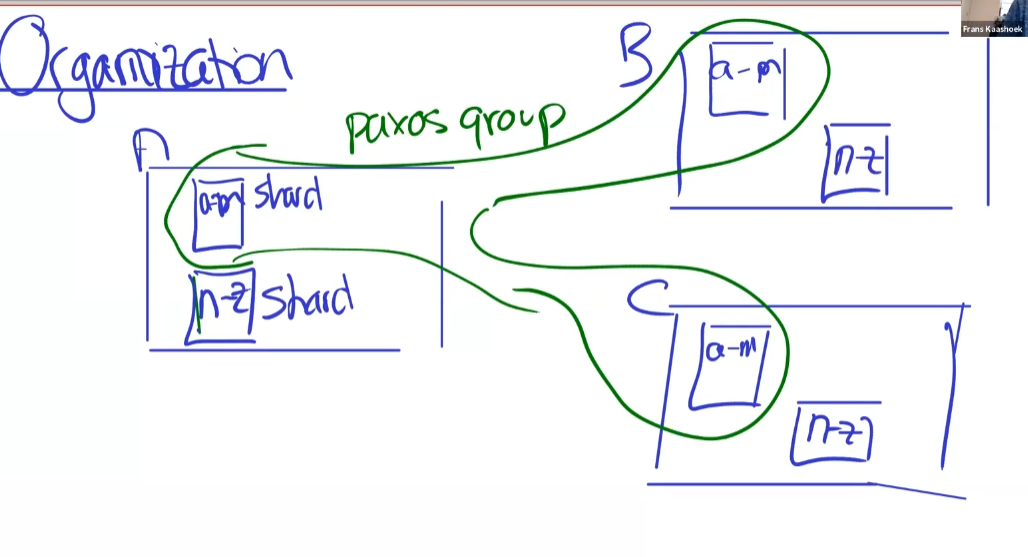 Organization
Frans Kaashoek
paxos group
A
a-m shard
n-z shard
B
a-m
n-z
C
a-m
n-z